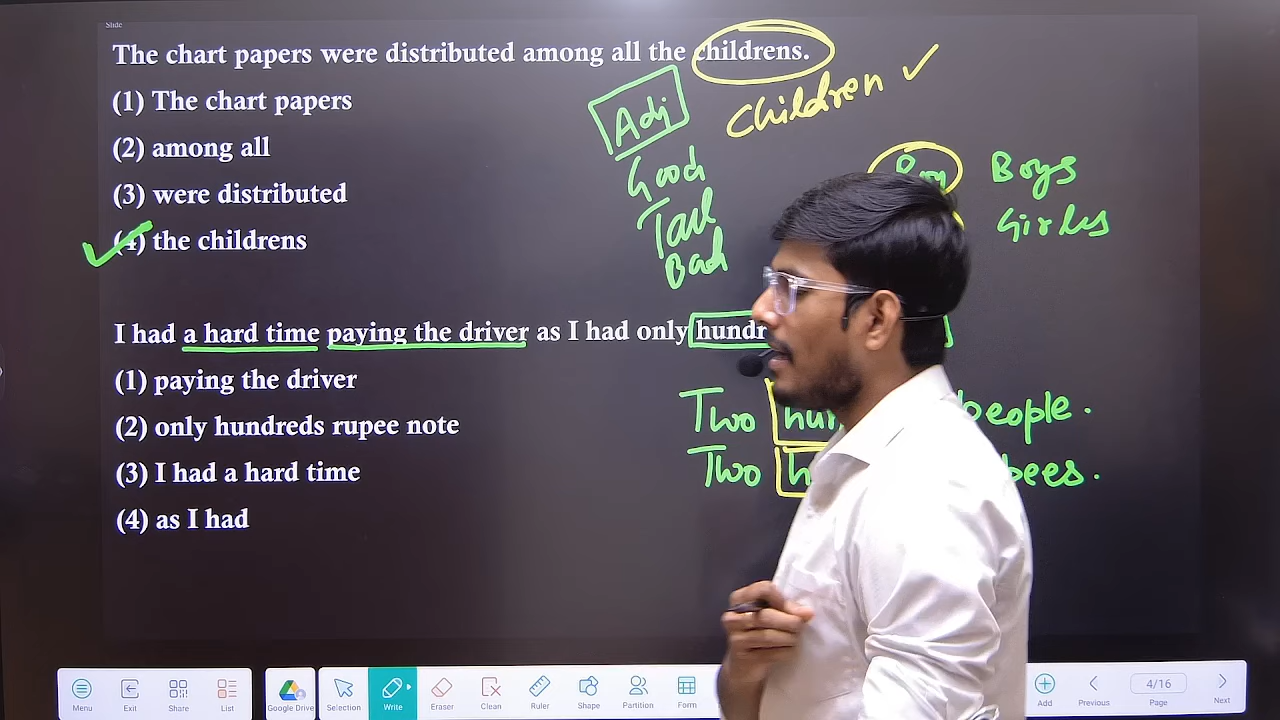 Slide
The chart papers were distributed among all the childrens.
(1) The chart papers
(2) among all
(3) were distributed
(4) the childrens
Children
Adj
Good
Tall
Bad
Boy Boys
Girls
I had a hard time paying the driver as I had only
(1) paying the driver
(2) only hundreds rupee note
(3) I had a hard time
(4) as I had
Two people.
Two
Menu
Exit
Share
List
Google Drive
Selection
Write
Eraser
Clean
Ruler
Shape
Partition
Form
Add
Previous
4/16
Page
Next